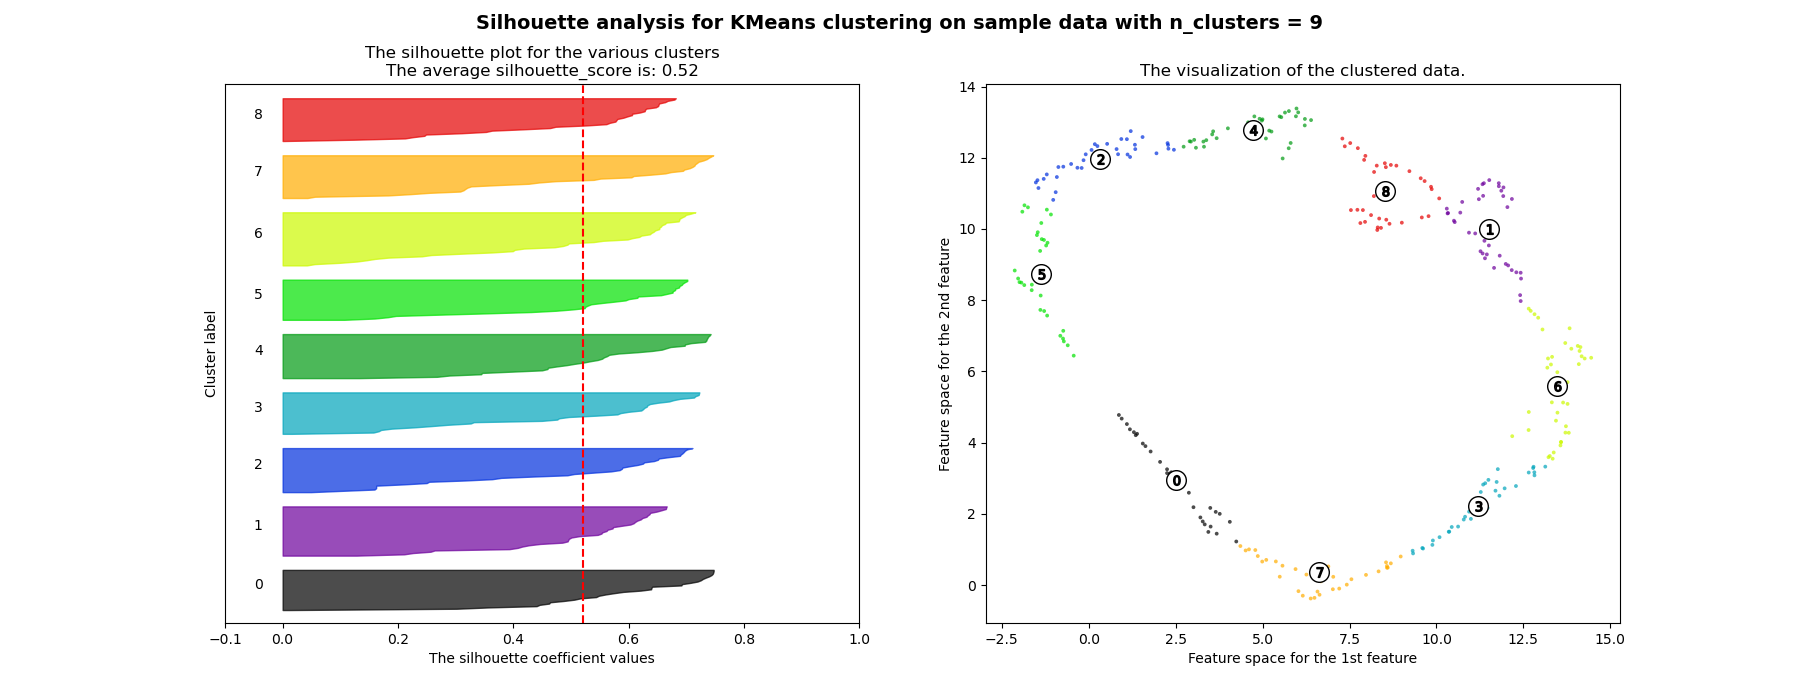 Silhouette analysis for KMeans clustering on sample data with n_clusters = 9
The silhouette plot for the various clusters
The average silhouette_score is: 0.52
Cluster label
8
7
6
5
4
3
2
1
0
−0.1 0.0 0.2 0.4 0.6 0.8 1.0
The silhouette coefficient values
The visualization of the clustered data.
Feature space for the 2nd feature
14
12
10
8
6
4
2
0
4
2
8
1
5
6
0
3
7
−2.5 0.0 2.5 5.0 7.5 10.0 12.5 15.0
Feature space for the 1st feature